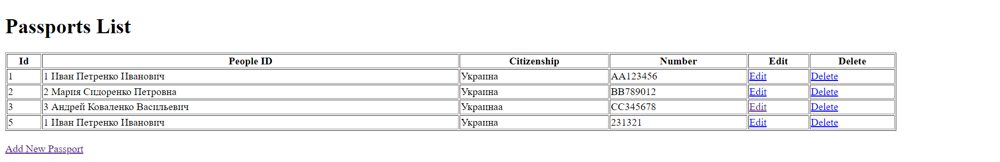 Passports List
Id People ID Citizenship Number Edit Delete
1 1 Иван Петренко Иванович Украина AA123456 Edit Delete
2 2 Мария Сидоренко Петровна Украина BB789012 Edit Delete
3 3 Андрей Коваленко Васильевич Украинаа CC345678 Edit Delete
5 1 Иван Петренко Иванович Украина 231321 Edit Delete
Add New Passport